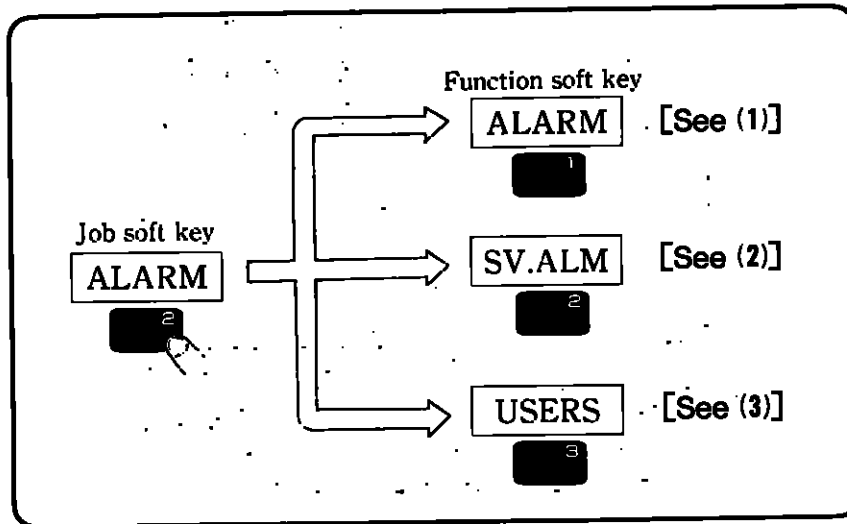 Function soft key
ALARM [See (1)]
1
Job soft key
ALARM
2
SV.ALM [See (2)]
2
USERS [See (3)]
3